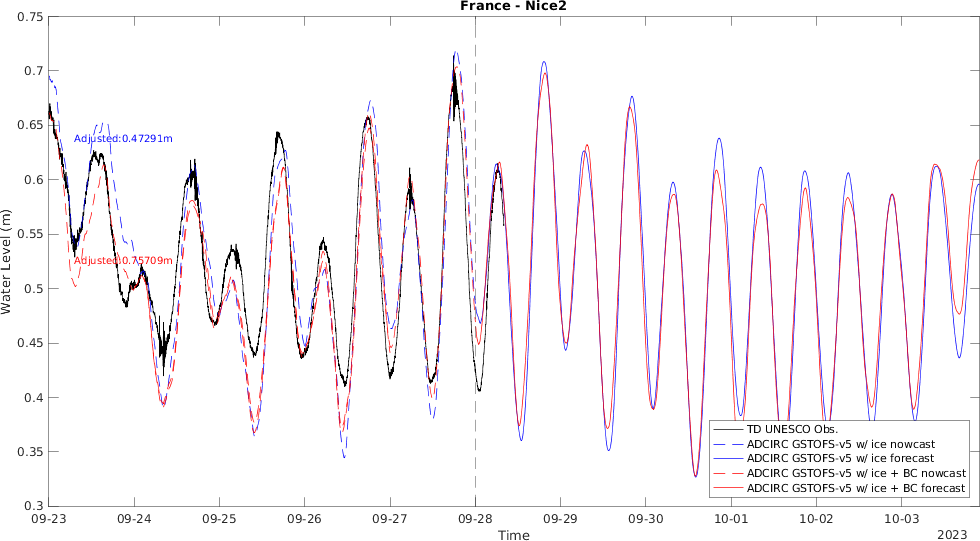 France - Nice2
0.75
0.7
0.65
0.6
0.55
0.5
0.45
0.4
0.35
0.3
Water Level (m)
Adjusted:0.47291m
Adjusted:0.75709m
TD UNESCO Obs.
ADCIRC GSTOFS-v5 w/ ice nowcast
ADCIRC GSTOFS-v5 w/ ice forecast
ADCIRC GSTOFS-v5 w/ ice + BC nowcast
ADCIRC GSTOFS-v5 w/ ice + BC forecast
09-23 09-24 09-25 09-26 09-27 09-28 09-29 09-30 10-01 10-02 10-03
Time
2023